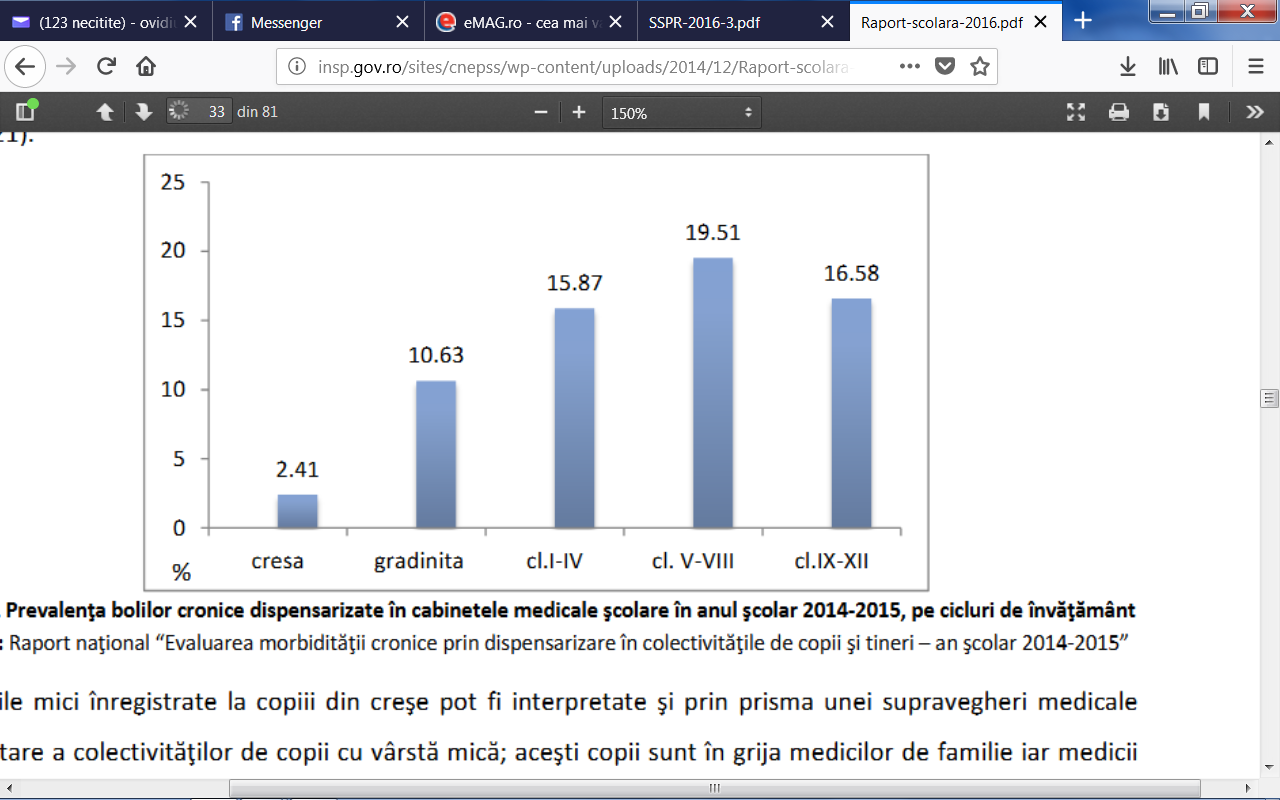 (123 necitite) - ovidi
Messenger
eMAG.ro - cea mai v
SSPR-2016-3.pdf
Raport-scolara-2016.pdf
insp.gov.ro/sites/cnepss/wp-content/uploads/2014/12/Raport-scolara-
33 din 81
150%
21).
25
20
15
10
5
0
%
2.41
10.63
15.87
19.51
16.58
cresa
gradinita
cl.I-IV
cl. V-VIII
cl.IX-XII
. Prevalenţa bolilor cronice dispensarizate în cabinetele medicale şcolare în anul şcolar 2014-2015, pe cicluri de învăţământ
: Raport naţional “Evaluarea morbidităţii cronice prin dispensarizare în colectivităţile de copii şi tineri – an şcolar 2014-2015”
ile mici înregistrate la copiii din creşe pot fi interpretate şi prin prisma unei supravegheri medicale
tare a colectivităţilor de copii cu vârstă mică; aceşti copii sunt în grija medicilor de familie iar medicii